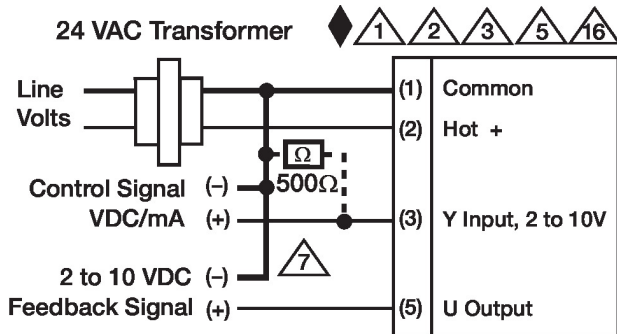 24 VAC Transformer
1 2 3 5 16
Line
Volts
(1) Common
(2) Hot +
Ω
500Ω
Control Signal (-)
VDC/mA (+)
(3) Y Input, 2 to 10V
7
2 to 10 VDC (-)
Feedback Signal (+)
(5) U Output